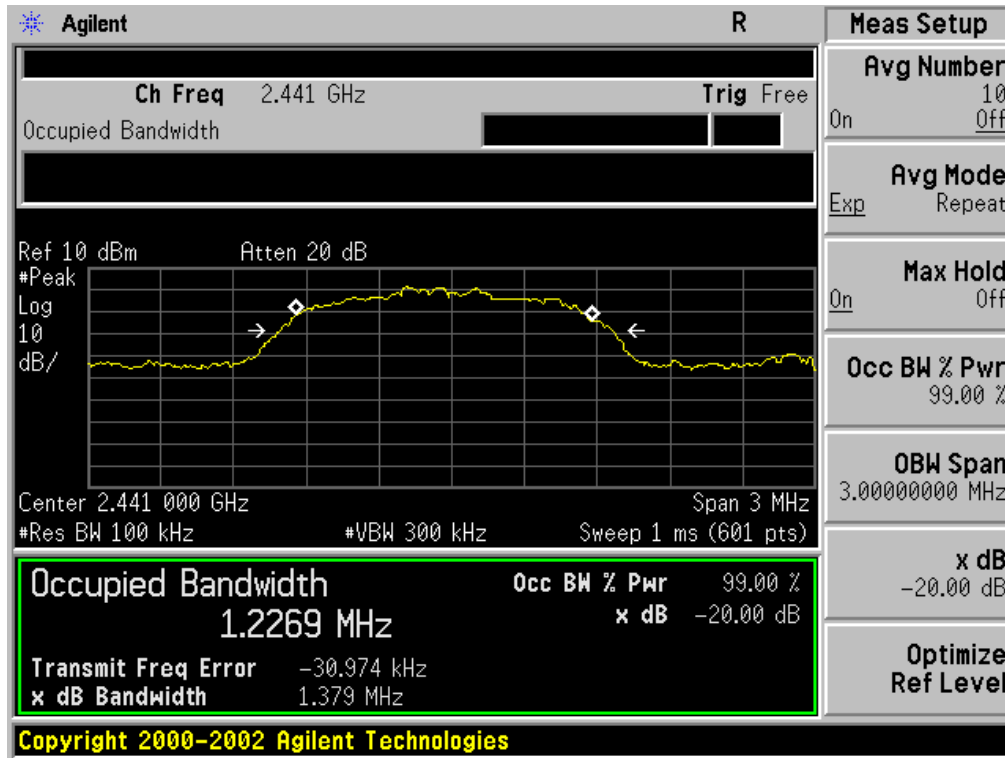 Agilent R
Ch Freq 2.441 GHz Trig Free
Occupied Bandwidth
Ref 10 dBm Atten 20 dB
#Peak
Log
10
dB/
Center 2.441 000 GHz Span 3 MHz
#Res BW 100 kHz #VBW 300 kHz Sweep 1 ms (601 pts)
Occupied Bandwidth Occ BW % Pwr 99.00 %
1.2269 MHz x dB -20.00 dB
Transmit Freq Error -30.974 kHz
x dB Bandwidth 1.379 MHz
Copyright 2000-2002 Agilent Technologies
Meas Setup
Avg Number
10
On Off
Avg Mode
Exp Repeat
Max Hold
On Off
Occ BW % Pwr
99.00 %
OBW Span
3.00000000 MHz
x dB
-20.00 dB
Optimize
Ref Level